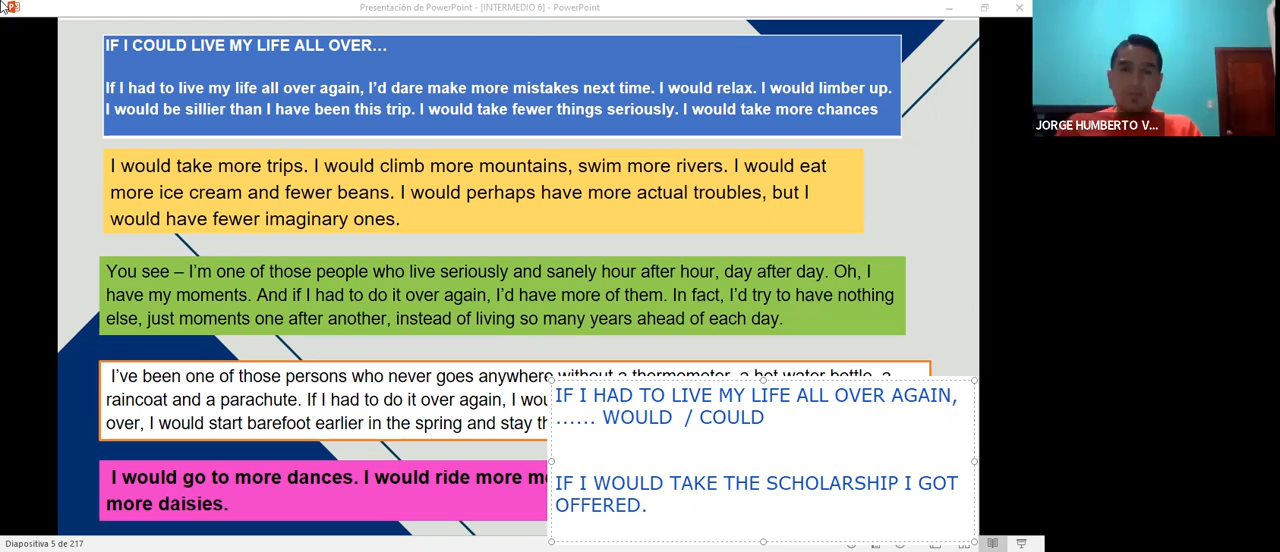 Presentación de PowerPoint - [INTERMEDIO 6] - PowerPoint
IF I COULD LIVE MY LIFE ALL OVER…
If I had to live my life all over again, I’d dare make more mistakes next time. I would relax. I would limber up.
I would be sillier than I have been this trip. I would take fewer things seriously. I would take more chances
JORGE HUMBERTO V...
I would take more trips. I would climb more mountains, swim more rivers. I would eat
more ice cream and fewer beans. I would perhaps have more actual troubles, but I
would have fewer imaginary ones.
You see – I’m one of those people who live seriously and sanely hour after hour, day after day. Oh, I
have my moments. And if I had to do it over again, I’d have more of them. In fact, I’d try to have nothing
else, just moments one after another, instead of living so many years ahead of each day.
I’ve been one of those persons who never goes anywhere without a thermometer, a hot water bottle, a
raincoat and a parachute. If I had to do it over again, I
over, I would start barefoot earlier in the spring and stay
I would go to more dances. I would ride more
more daisies.
IF I HAD TO LIVE MY LIFE ALL OVER AGAIN,
...... WOULD / COULD
IF I WOULD TAKE THE SCHOLARSHIP I GOT
OFFERED.
Diapositiva 5 de 217